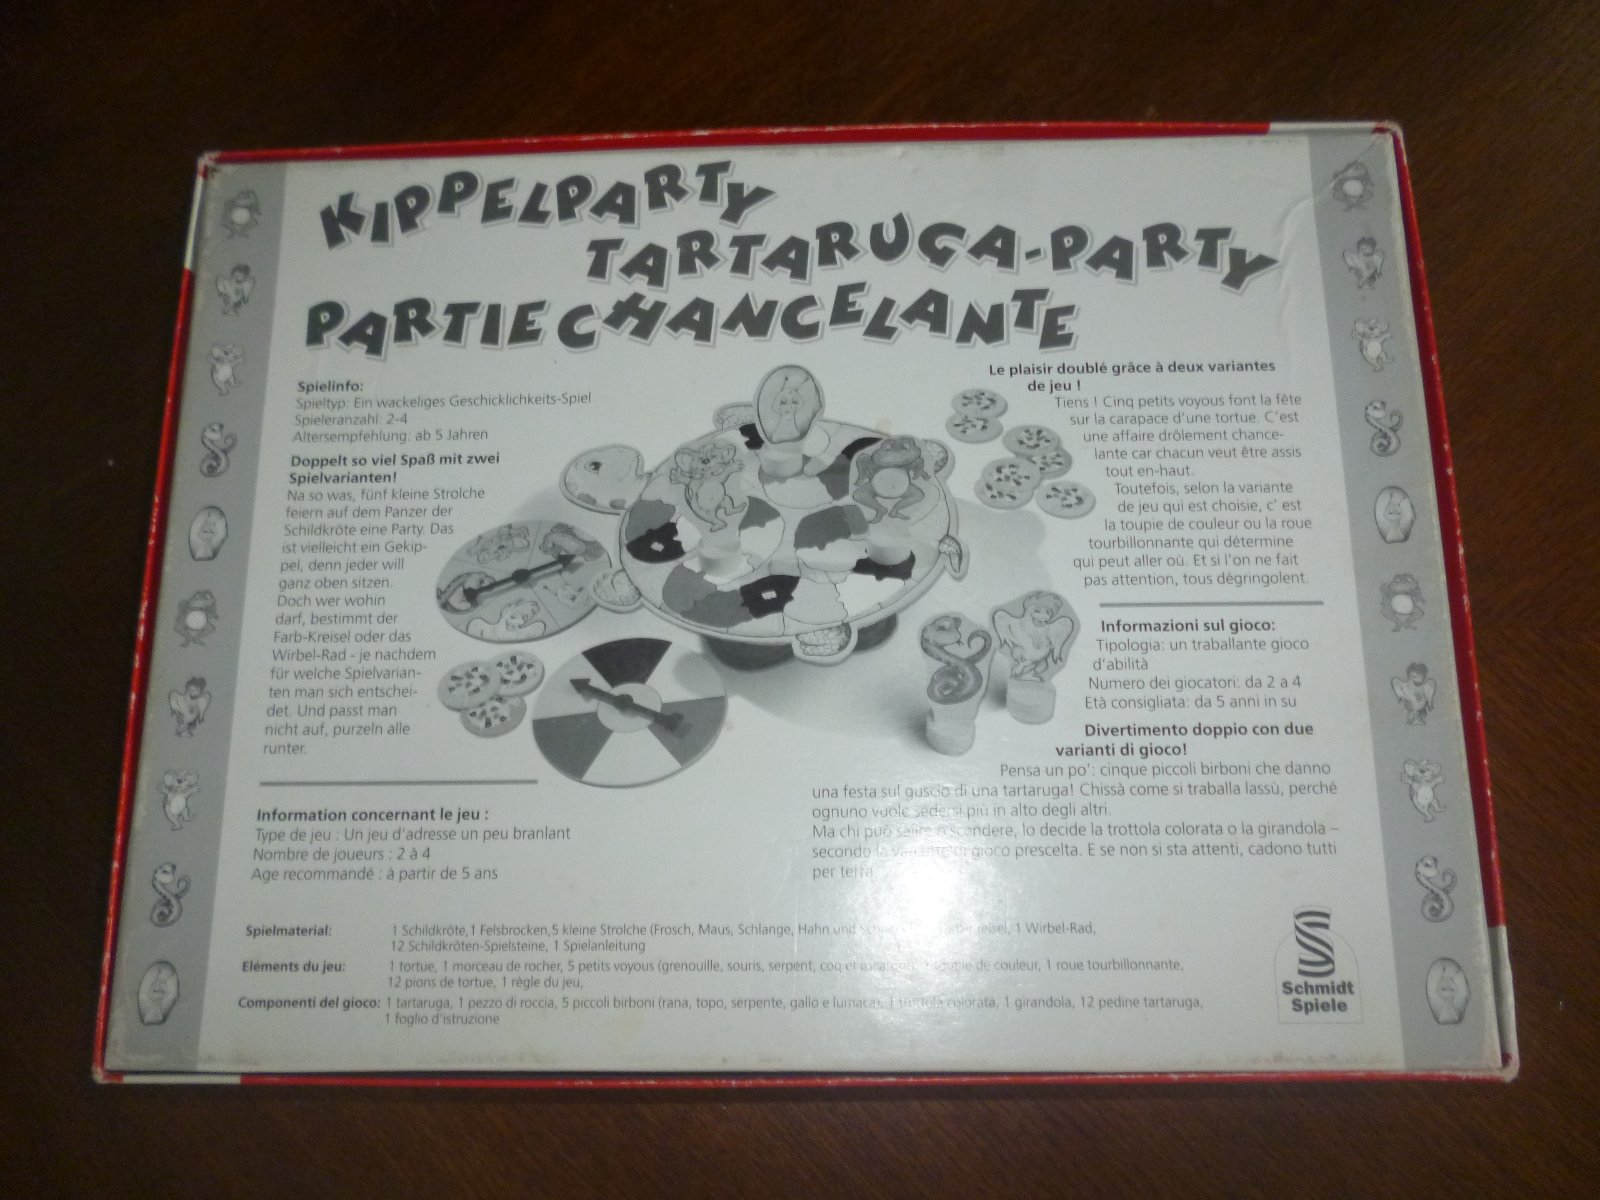 KIPPELPARTY
TARTARUGA-PARTY
PARTIE CHANCELANTE
Spielinfo:
Spieltyp: Ein wackeliges Geschicklichkeits-Spiel
Spieleranzahl: 2-4
Altersempfehlung: ab 5 Jahren
Doppelt so viel Spaß mit zwei
Spielvarianten!
Na so was, fünf kleine Strolche
feiern auf dem Panzer der
Schildkröte eine Party. Das
ist vielleicht ein Gekip-
pel, denn jeder will
ganz oben sitzen.
Doch wer wohin
darf, bestimmt der
Farb-Kreisel oder das
Wirbel-Rad - je nachdem
für welche Spielvarian-
ten man sich entschei-
det. Und passt man
nicht auf, purzeln alle
runter.
Information concernant le jeu :
Type de jeu : Un jeu d'adresse un peu branlant
Nombre de joueurs : 2 à 4
Age recommandé : à partir de 5 ans
Le plaisir doublé grâce à deux variantes
de jeu !
Tiens ! Cinq petits voyous font la fête
sur la carapace d'une tortue. C'est
une affaire drôlement chance-
lante car chacun veut être assis
tout en-haut.
Toutefois, selon la variante
de jeu qui est choisie, c' est
la toupie de couleur ou la roue
tourbillonnante qui détermine
qui peut aller où. Et si l'on ne fait
pas attention, tous dégringolent.
Informazioni sul gioco:
Tipologia: un traballante gioco
d'abilità
Numero dei giocatori: da 2 a 4
Età consigliata: da 5 anni in su
Divertimento doppio con due
varianti di gioco!
Pensa un po': cinque piccoli birboni che danno
una festa sul guscio di una tartaruga! Chissà come si traballa lassù, perché
ognuno vuole sedersi più in alto degli altri.
Ma chi può salire o scendere, lo decide la trottola colorata o la girandola –
secondo la variante di gioco prescelta. E se non si sta attenti, cadono tutti
per terra
Spielmaterial: 1 Schildkröte,1 Felsbrocken,5 kleine Strolche (Frosch, Maus, Schlange, Hahn und 1 Wirbel-Rad,
12 Schildkröten-Spielsteine, 1 Spielanleitung
Eléments du jeu: 1 tortue, 1 morceau de rocher, 5 petits voyous (grenouille, souris, serpent, coq et de couleur, 1 roue tourbillonnante,
12 pions de tortue, 1 règle du jeu,
Componenti del gioco: 1 tartaruga, 1 pezzo di roccia, 5 piccoli birboni (rana, topo, serpente, gallo e lumaca), 1 trottola colorata, 1 girandola, 12 pedine tartaruga,
1 foglio d'istruzione
Schmidt
Spiele